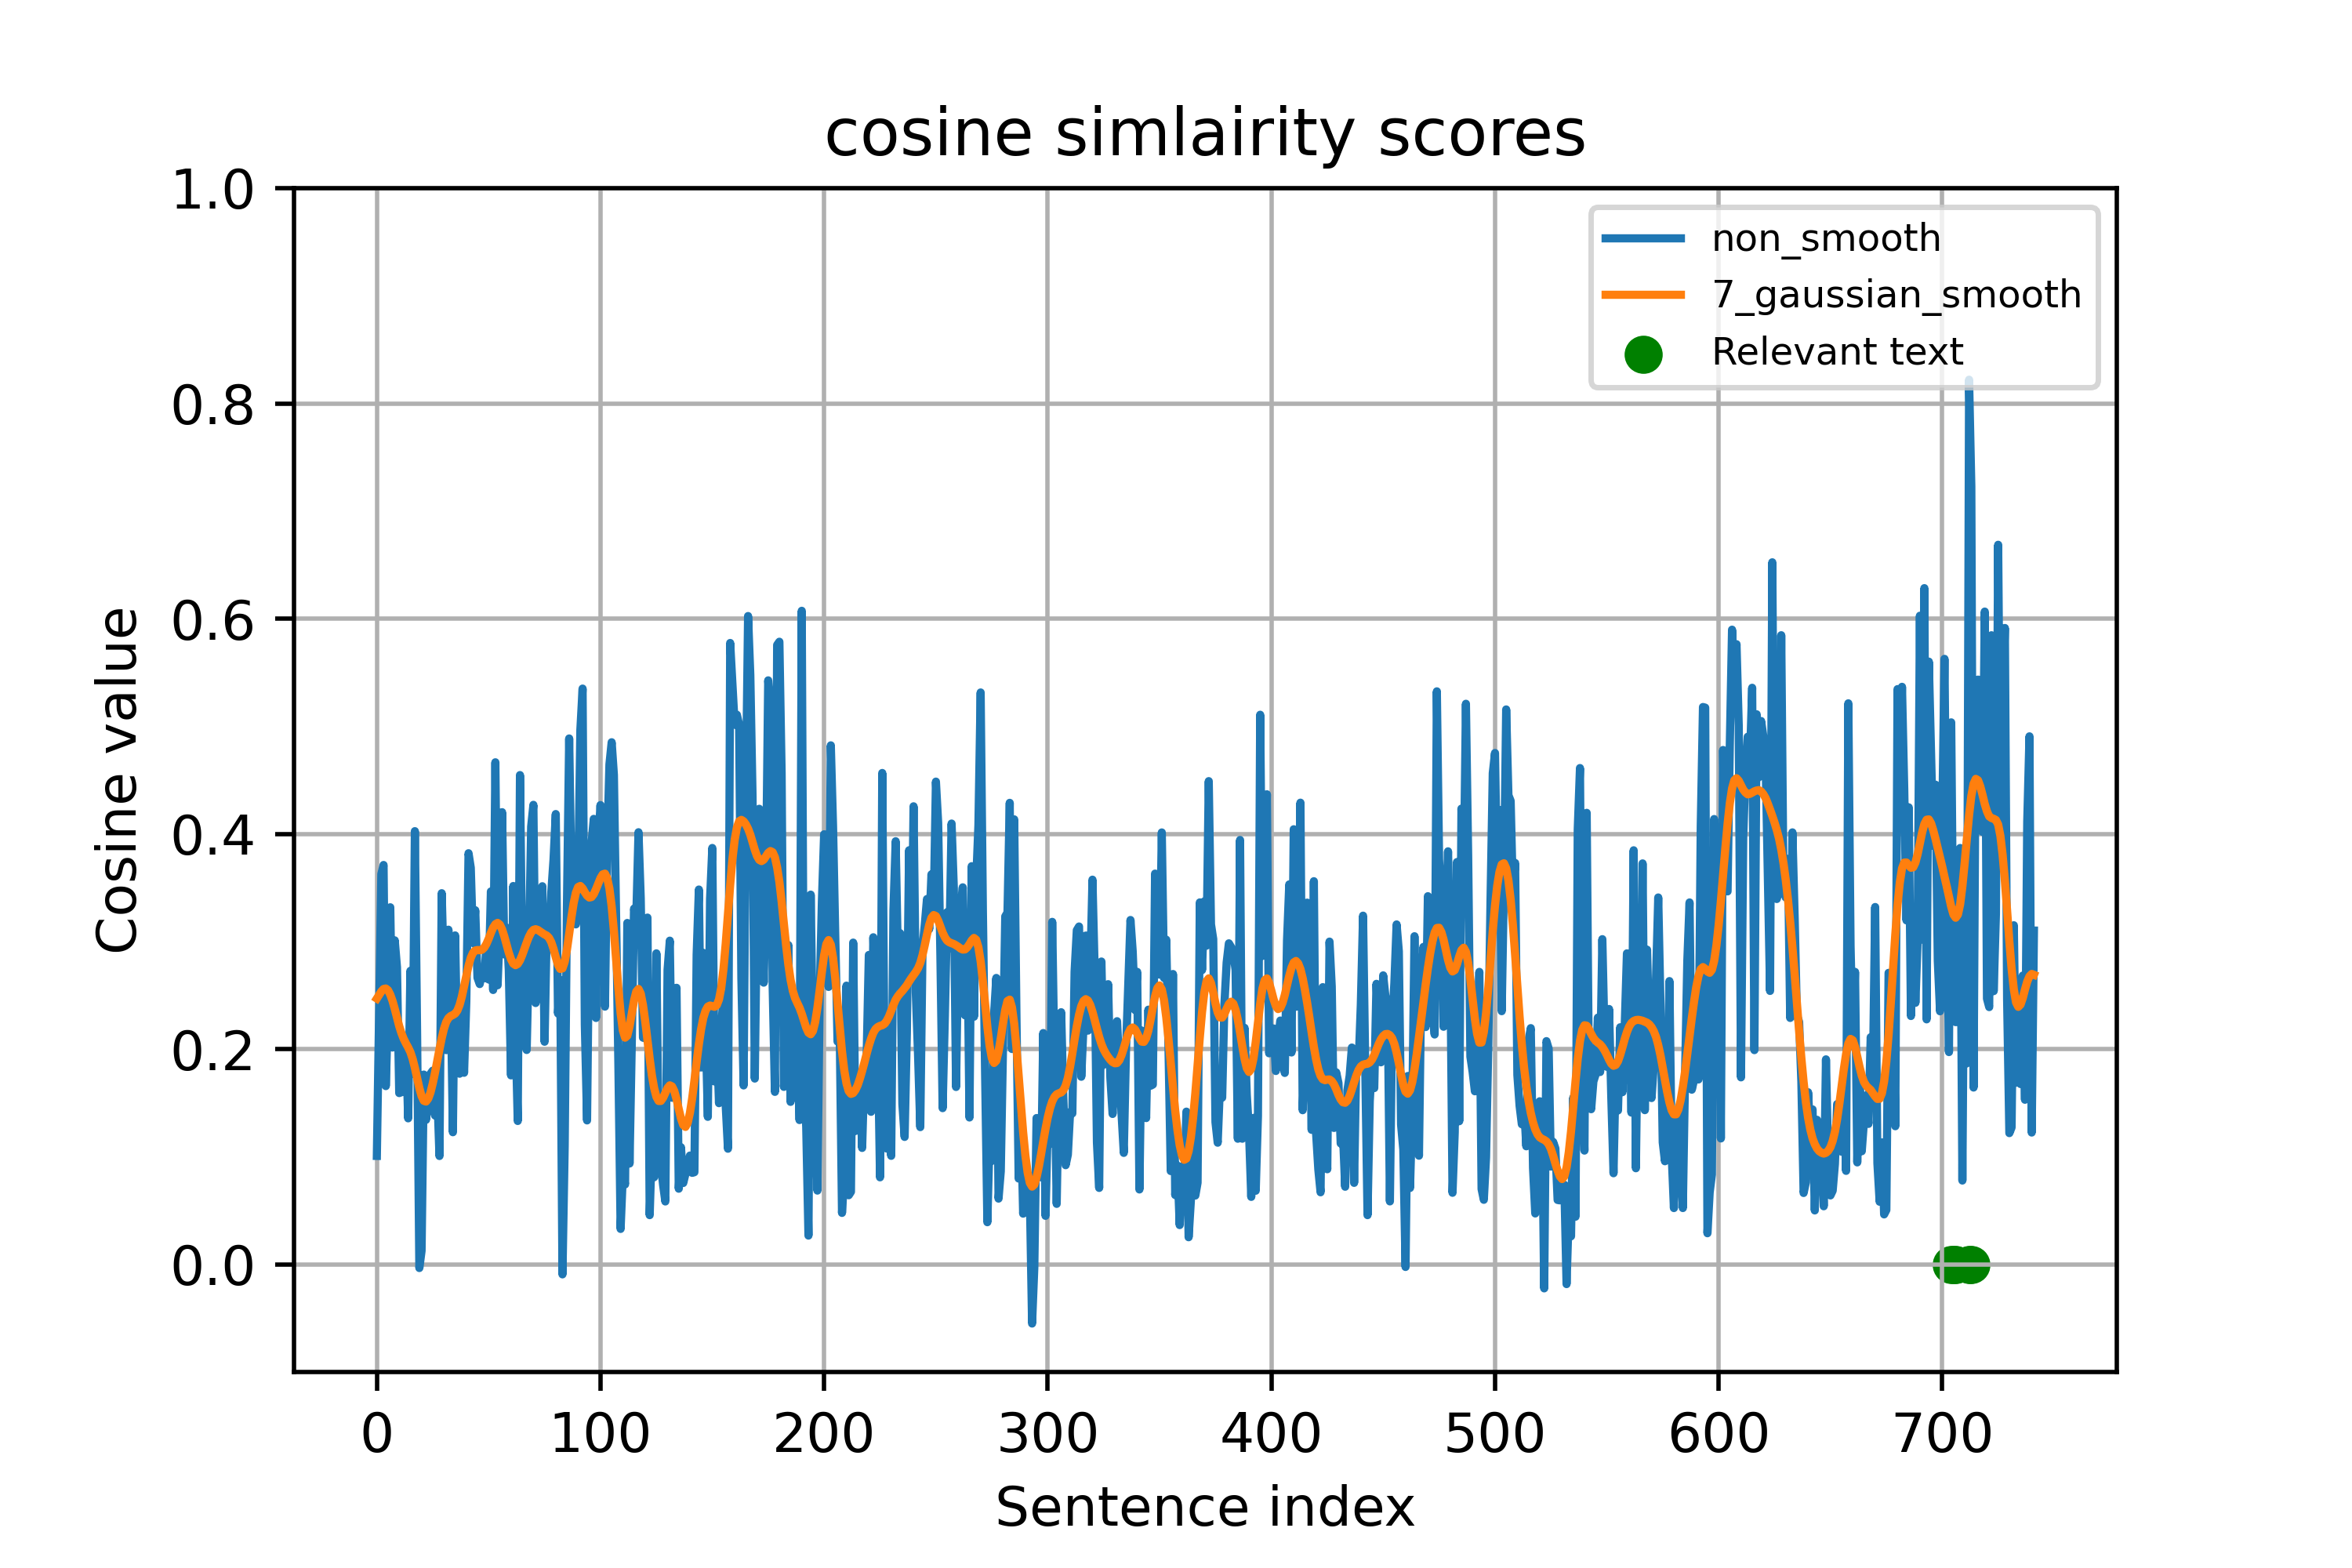 cosine simlairity scores
1.0
0.8
0.6
0.4
0.2
0.0
Cosine value
non_smooth
7_gaussian_smooth
Relevant text
0 100 200 300 400 500 600 700
Sentence index